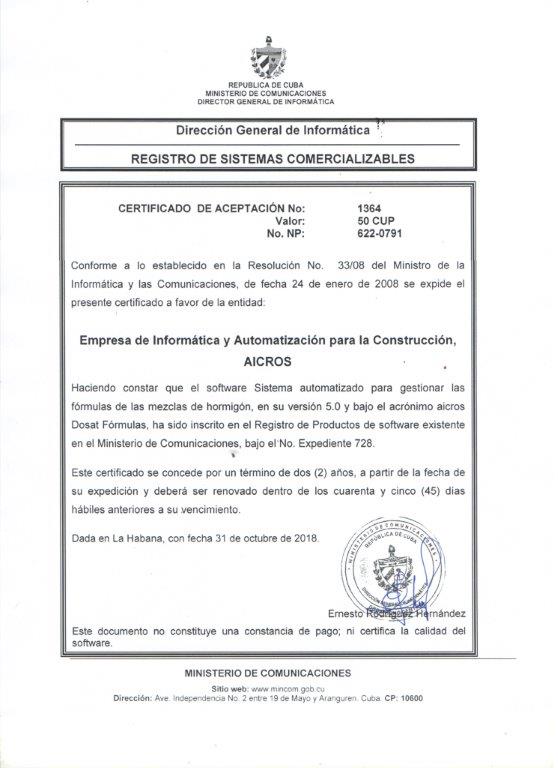 REPUBLICA DE CUBA
MINISTERIO DE COMUNICACIONES
DIRECTOR GENERAL DE INFORMÁTICA
Dirección General de Informática
REGISTRO DE SISTEMAS COMERCIALIZABLES
CERTIFICADO DE ACEPTACIÓN No: 1364
Valor: 50 CUP
No. NP: 622-0791
Conforme a lo establecido en la Resolución No. 33/08 del Ministro de la
Informática y las Comunicaciones, de fecha 24 de enero de 2008 se expide el
presente certificado a favor de la entidad:
Empresa de Informática y Automatización para la Construcción,
AICROS
Haciendo constar que el software Sistema automatizado para gestionar las
fórmulas de las mezclas de hormigón, en su versión 5.0 y bajo el acrónimo aicros
Dosat Fórmulas, ha sido inscrito en el Registro de Productos de software existente
en el Ministerio de Comunicaciones, bajo el No. Expediente 728.
Este certificado se concede por un término de dos (2) años, a partir de la fecha de
su expedición y deberá ser renovado dentro de los cuarenta y cinco (45) días
hábiles anteriores a su vencimiento.
Dada en La Habana, con fecha 31 de octubre de 2018.
MINISTERIO DE COMUNICACIONES
REPÚBLICA DE CUBA
Ernesto Rodríguez Hernández
Este documento no constituye una constancia de pago; ni certifica la calidad del
software.
MINISTERIO DE COMUNICACIONES
Sitio web: www.mincom.gob.cu
Dirección: Ave. Independencia No. 2 entre 19 de Mayo y Aranguren. Cuba. CP: 10600